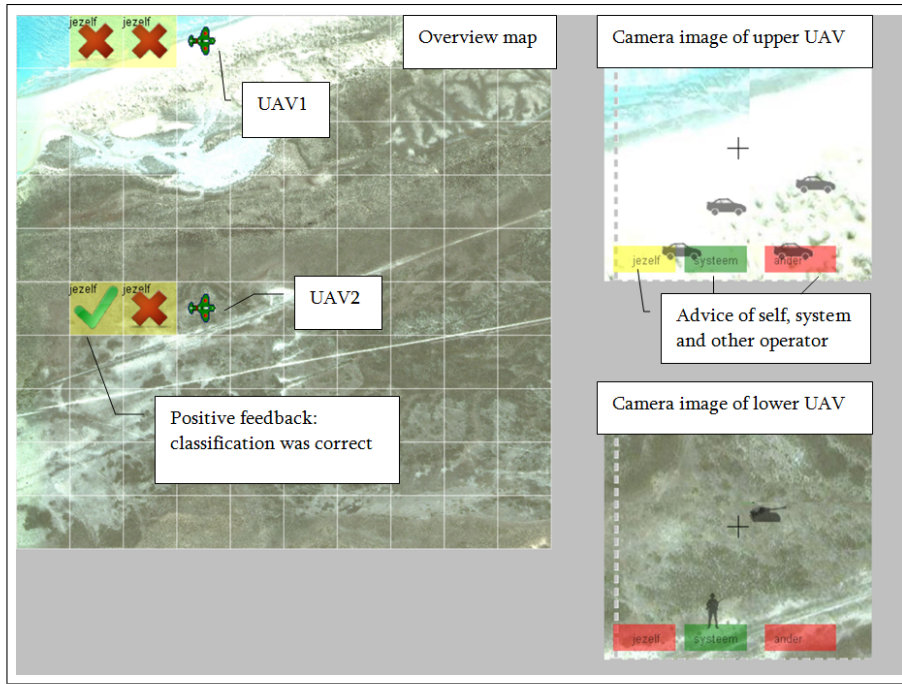 jezelf jezelf
Overview map
Camera image of upper UAV
UAV1
jezelf systeem ander
jezelf jezelf
UAV2
Advice of self, system
and other operator
Positive feedback:
classification was correct
Camera image of lower UAV
jezelf systeem ander